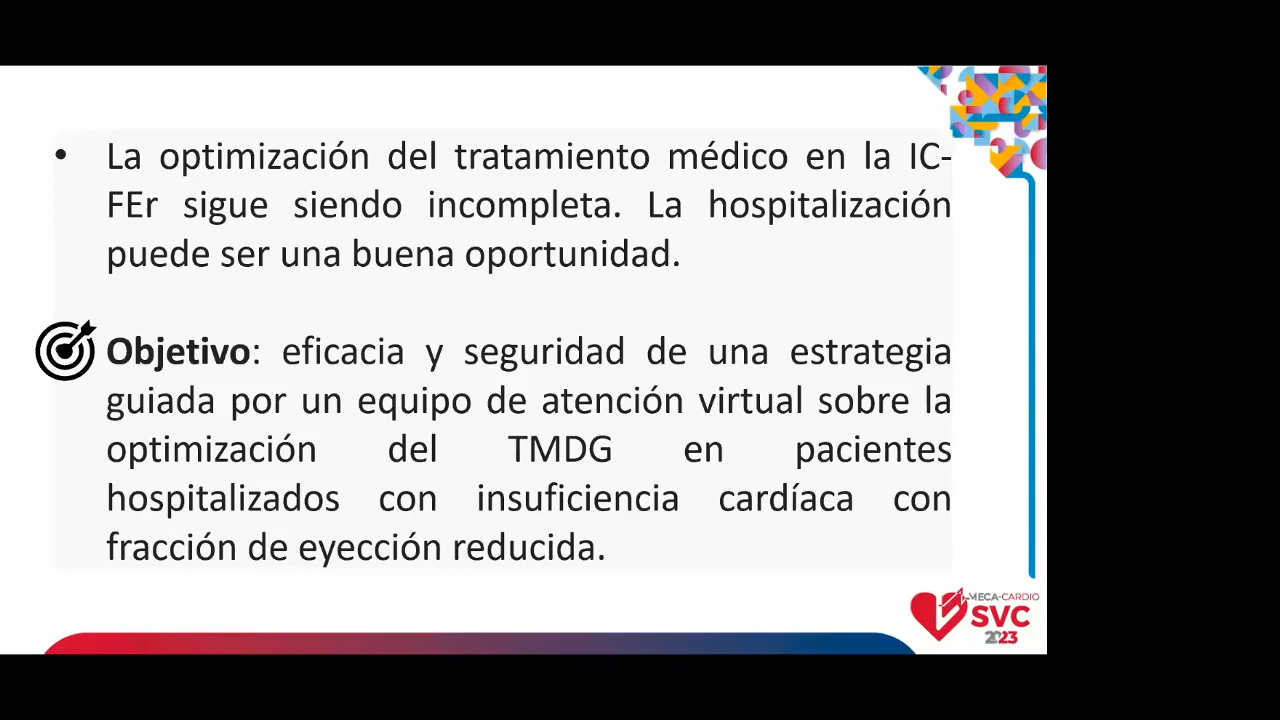 • La optimización del tratamiento médico en la IC-
FEr sigue siendo incompleta. La hospitalización
puede ser una buena oportunidad.
Objetivo: eficacia y seguridad de una estrategia
guiada por un equipo de atención virtual sobre la
optimización del TMDG en pacientes
hospitalizados con insuficiencia cardíaca con
fracción de eyección reducida.
MECA-CARDIO
SVC
2023